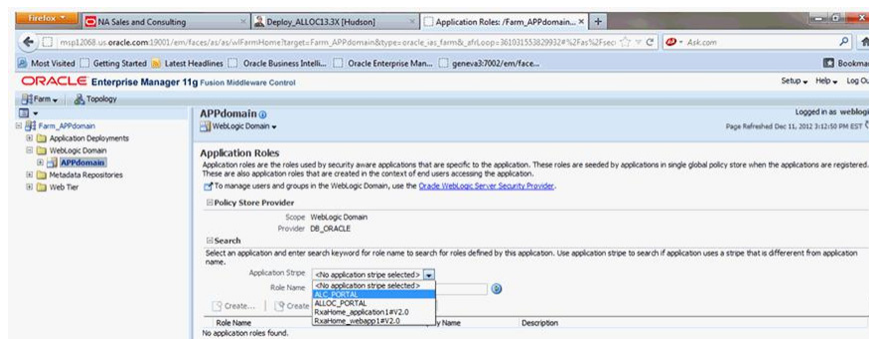 Firefox
NA Sales and Consulting
Deploy_ALLOC13.3X [Hudson]
Application Roles: /Farm_APPdomain...
msp12068.us.oracle.com:19001/em/faces/as/as/wlFarmHome?target=Farm_APPdomain&type=oracle_ias_farm&_afrLoop=361031553829932#%2Fas%2Fseci
Ask.com
Most Visited Getting Started Latest Headlines Oracle Business Intelli... Oracle Enterprise Man... geneva3:7002/em/face...
Bookma
ORACLE Enterprise Manager 11g Fusion Middleware Control
Setup Help Log Ou
Farm Topology
Farm_APPdomain
Application Deployments
WebLogic Domain
APPdomain
Metadata Repositories
Web Tier
APPdomain
WebLogic Domain
Logged in as weblogi
Page Refreshed Dec 11, 2012 3:12:50 PM EST
Application Roles
Application roles are the roles used by security aware applications that are specific to the application. These roles are seeded by applications in single global policy store when the applications are registered.
These are also application roles that are created in the context of end users accessing the application.
To manage users and groups in the WebLogic Domain, use the Oracle WebLogic Server Security Provider.
Policy Store Provider
Scope WebLogic Domain
Provider DB_ORACLE
Search
Select an application and enter search keyword for role name to search for roles defined by this application. Use application stripe to search if application uses a stripe that is differerent from application
name.
Application Stripe <No application stripe selected>
Role Name
<No application stripe selected>
ALC_PORTAL
ALLOC_PORTAL
RxaHome_application1#V2.0
RxaHome_webapp1#V2.0
Create... Create
Role Name y Name Description
No application roles found.